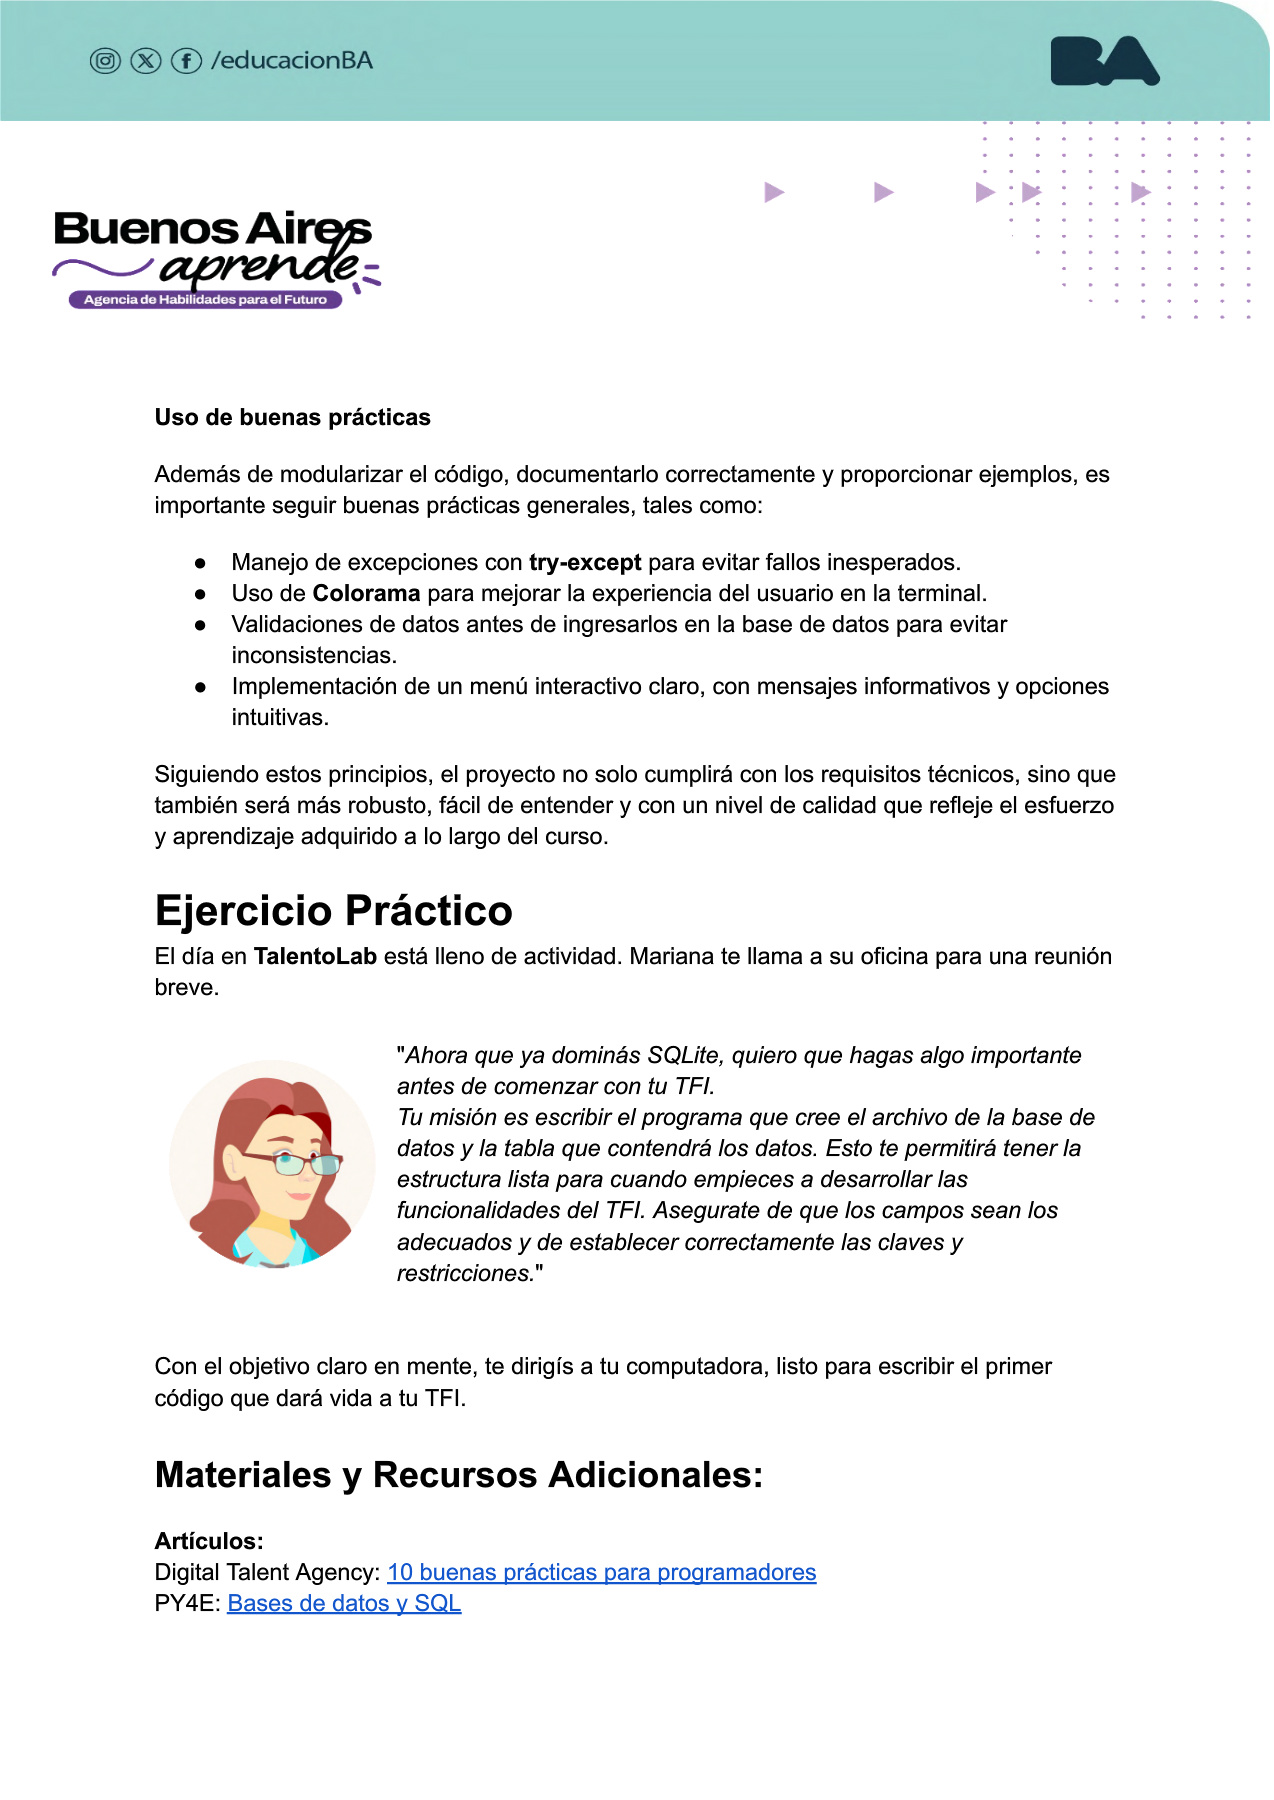 /educacionBA
BA
Buenos Aires
aprende
Agencia de Habilidades para el Futuro
Uso de buenas prácticas
Además de modularizar el código, documentarlo correctamente y proporcionar ejemplos, es
importante seguir buenas prácticas generales, tales como:
● Manejo de excepciones con try-except para evitar fallos inesperados.
● Uso de Colorama para mejorar la experiencia del usuario en la terminal.
● Validaciones de datos antes de ingresarlos en la base de datos para evitar
inconsistencias.
● Implementación de un menú interactivo claro, con mensajes informativos y opciones
intuitivas.
Siguiendo estos principios, el proyecto no solo cumplirá con los requisitos técnicos, sino que
también será más robusto, fácil de entender y con un nivel de calidad que refleje el esfuerzo
y aprendizaje adquirido a lo largo del curso.
Ejercicio Práctico
El día en TalentoLab está lleno de actividad. Mariana te llama a su oficina para una reunión
breve.
"Ahora que ya dominás SQLite, quiero que hagas algo importante
antes de comenzar con tu TFI.
Tu misión es escribir el programa que cree el archivo de la base de
datos y la tabla que contendrá los datos. Esto te permitirá tener la
estructura lista para cuando empieces a desarrollar las
funcionalidades del TFI. Asegurate de que los campos sean los
adecuados y de establecer correctamente las claves y
restricciones."
Con el objetivo claro en mente, te dirigís a tu computadora, listo para escribir el primer
código que dará vida a tu TFI.
Materiales y Recursos Adicionales:
Artículos:
Digital Talent Agency: 10 buenas prácticas para programadores
PY4E: Bases de datos y SQL